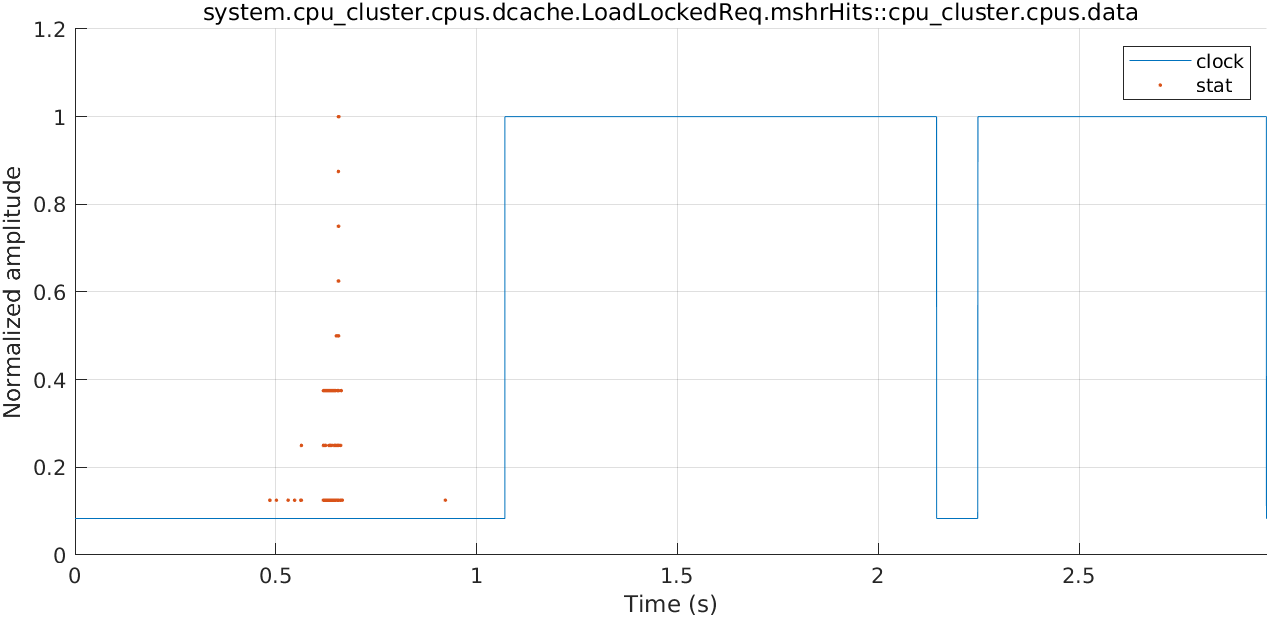 system.cpu_cluster.cpus.dcache.LoadLockedReq.mshrHits::cpu_cluster.cpus.data
1.2
1
0.8
0.6
0.4
0.2
0
Normalized amplitude
clock
stat
0 0.5 1 1.5 2 2.5
Time (s)